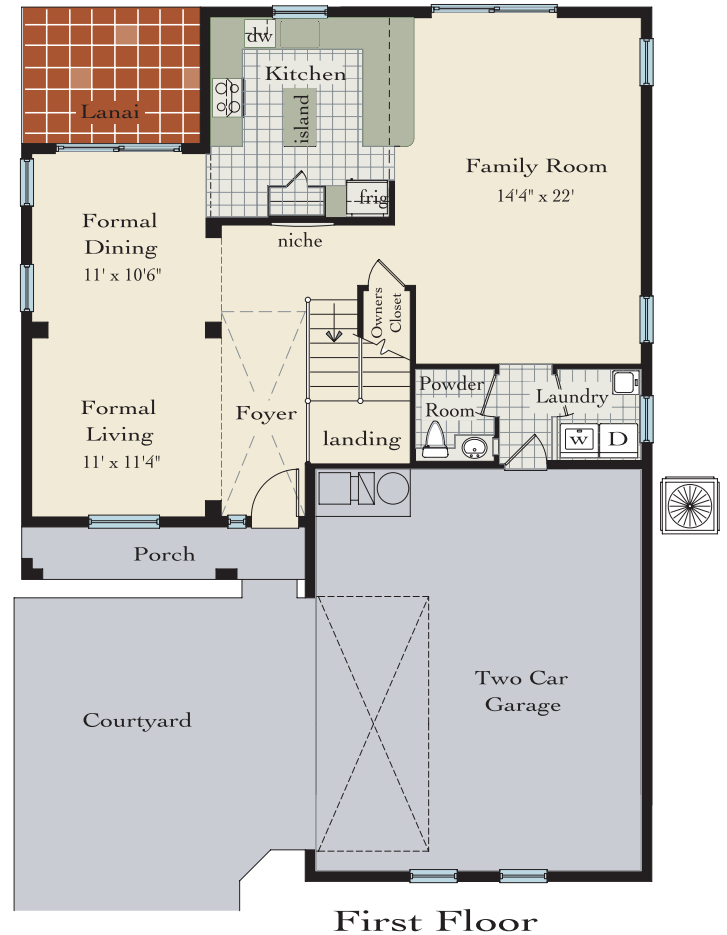 dw
Kitchen
Lanai
island
Family Room
14'4" x 22'
frig
Formal
Dining
11' x 10'6"
niche
Owners
Closet
Powder
Room
Laundry
Formal
Living
11' x 11'4"
Foyer
landing
W
D
Porch
Two Car
Garage
Courtyard
First Floor